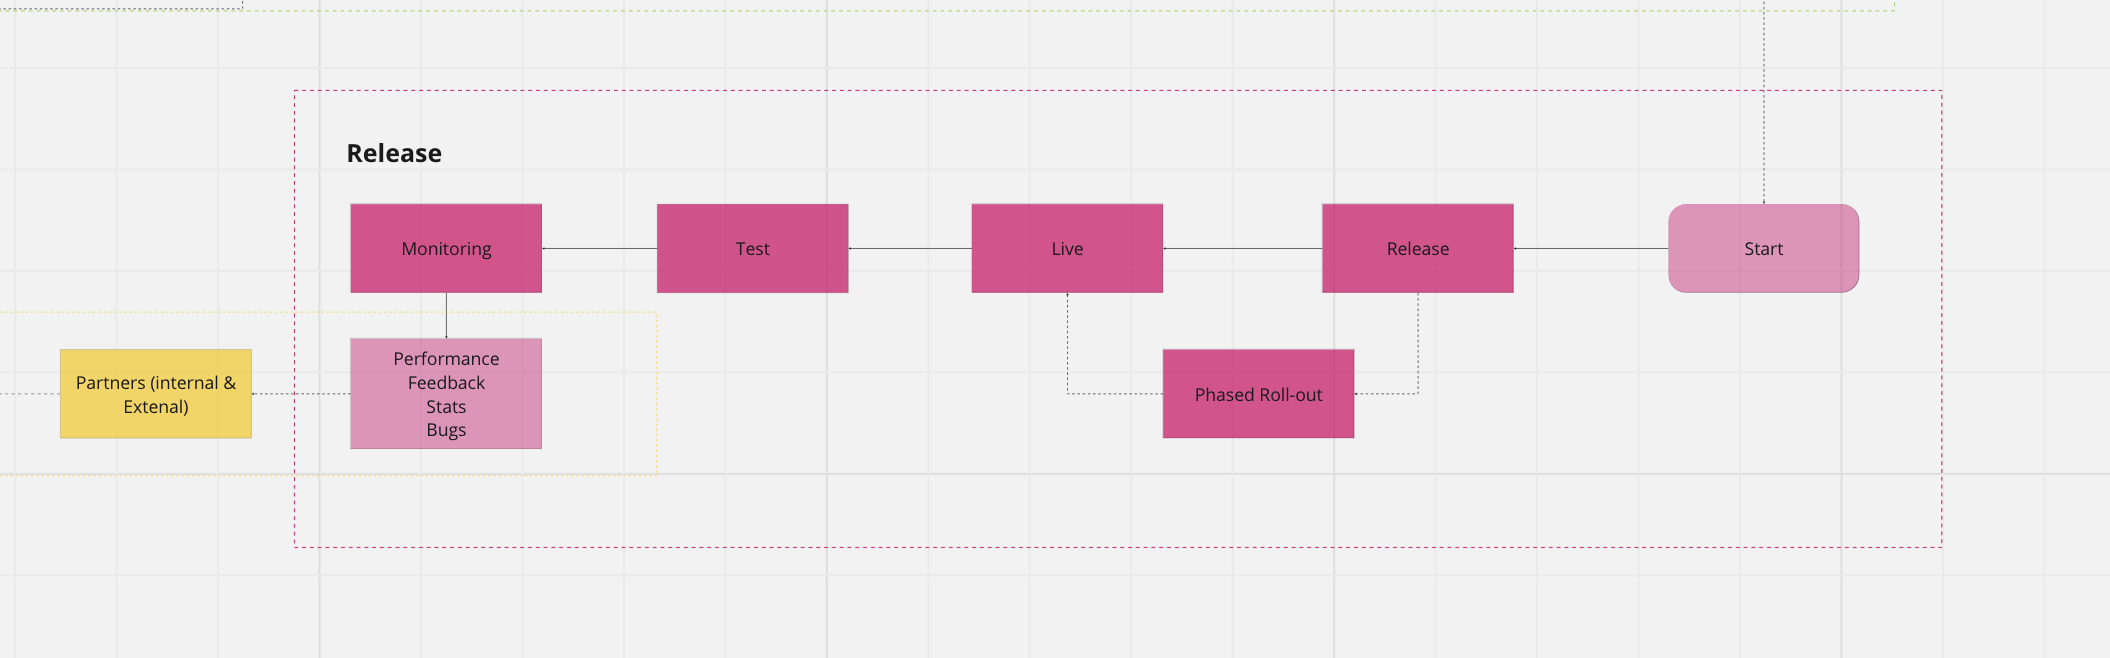 Release
Monitoring
Test
Live
Release
Start
Performance
Feedback
Stats
Bugs
Partners (internal &
Extenal)
Phased Roll-out